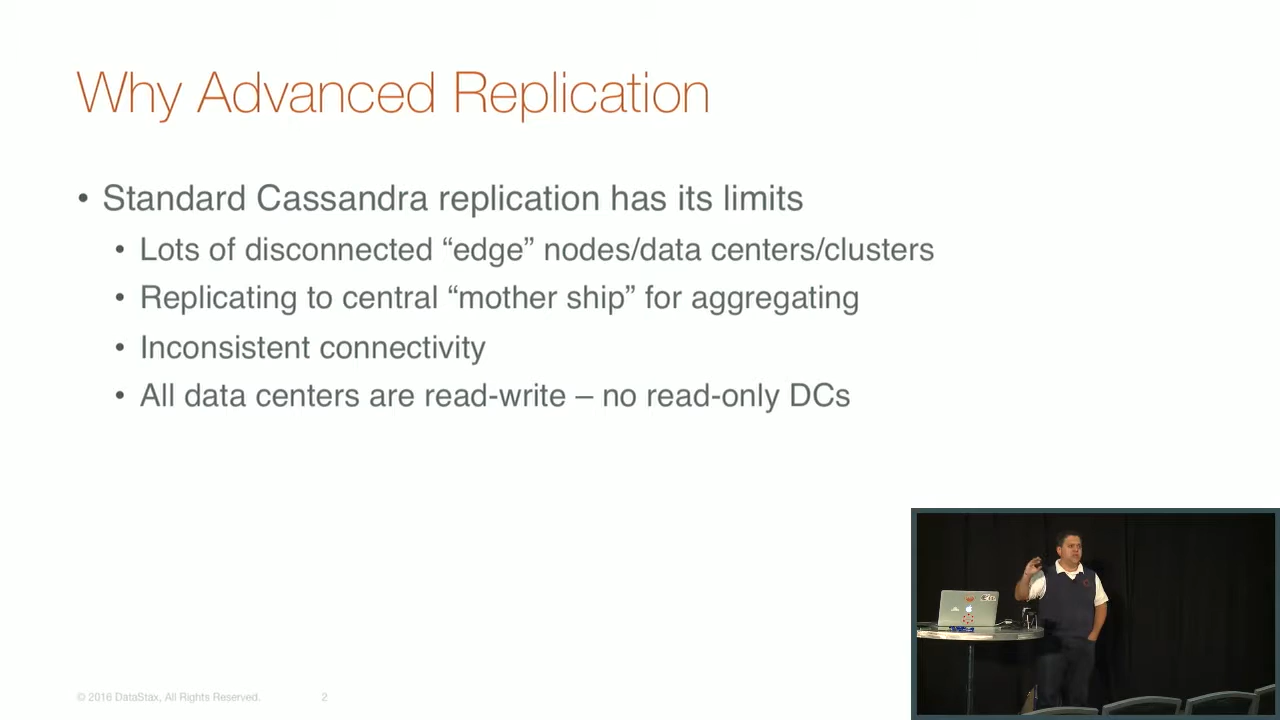 Why Advanced Replication
• Standard Cassandra replication has its limits
• Lots of disconnected “edge” nodes/data centers/clusters
• Replicating to central “mother ship” for aggregating
• Inconsistent connectivity
• All data centers are read-write – no read-only DCs
© 2016 DataStax, All Rights Reserved.
2